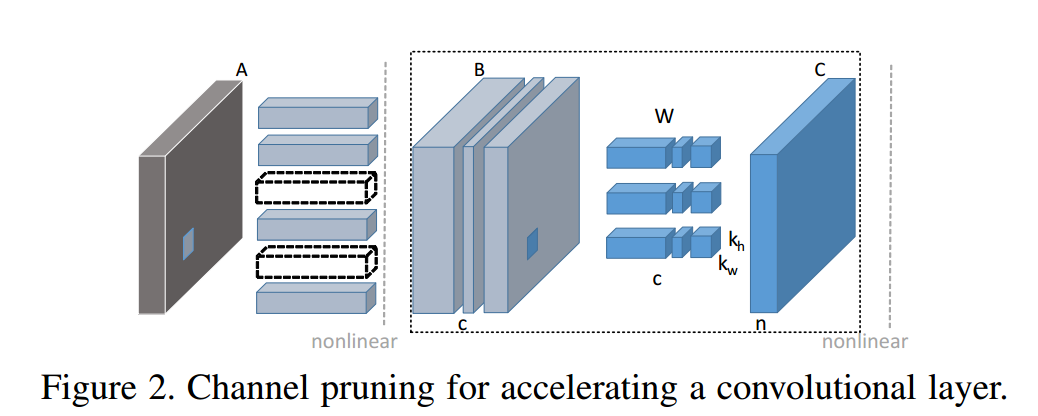 A
B
C
W
k_h
k_w
c
c
n
nonlinear
nonlinear
Figure 2. Channel pruning for accelerating a convolutional layer.